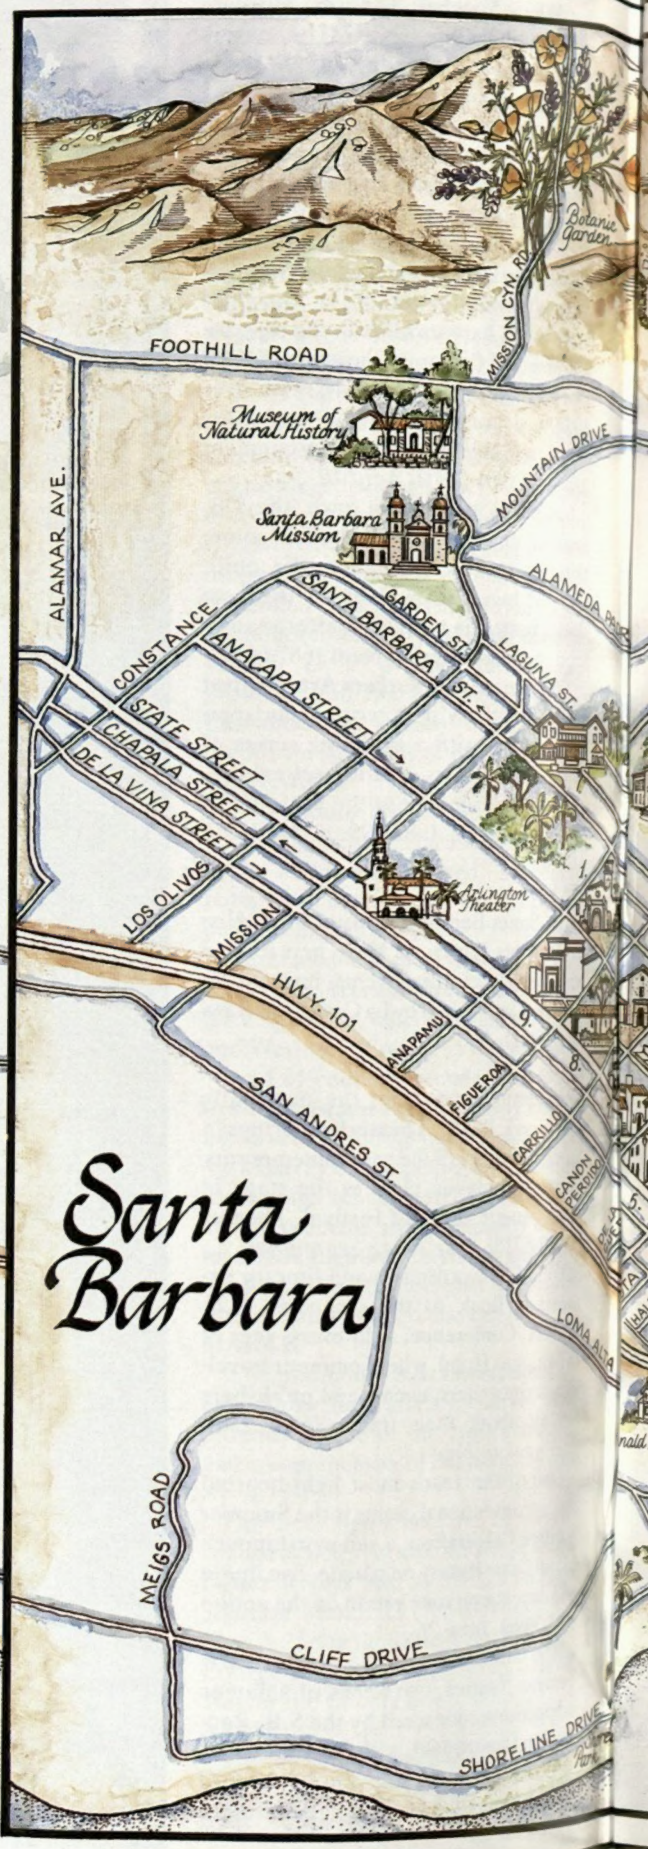 Botanic
Garden
MISSION CYN. RD.
FOOTHILL ROAD
Museum of
Natural History
MOUNTAIN DRIVE
ALAMAR AVE.
Santa Barbara
Mission
ALAMEDA
CONSTANCE
SANTA BARBARA ST.
GARDEN ST.
LAGUNA ST.
ANACAPA STREET
STATE STREET
CHAPALA STREET
DE LA VINA STREET
1.
Arlington
Theater
LOS OLIVOS
MISSION
HWY. 101
9.
ANAPAMU
8.
FIGUEROA
CARRILLO
SAN ANDRES ST.
CANON
PERDIDO
5.
Santa
Barbara
LOMA ALTA
nald
MEIGS ROAD
CLIFF DRIVE
SHORELINE DRIVE